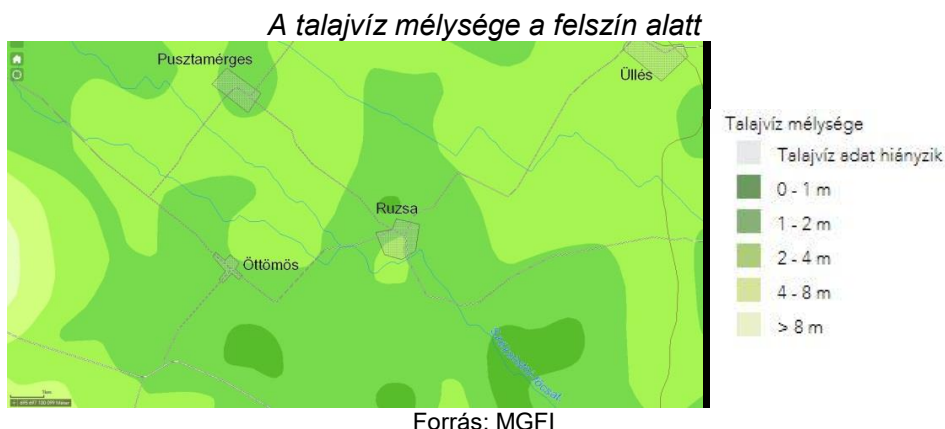 A talajvíz mélysége a felszín alatt
Pusztamérges
Üllés
Ruzsa
Öttömös
Talajvíz mélysége
Talajvíz adat hiányzik
0 - 1 m
1 - 2 m
2 - 4 m
4 - 8 m
> 8 m
1km
Forrás: MGFI